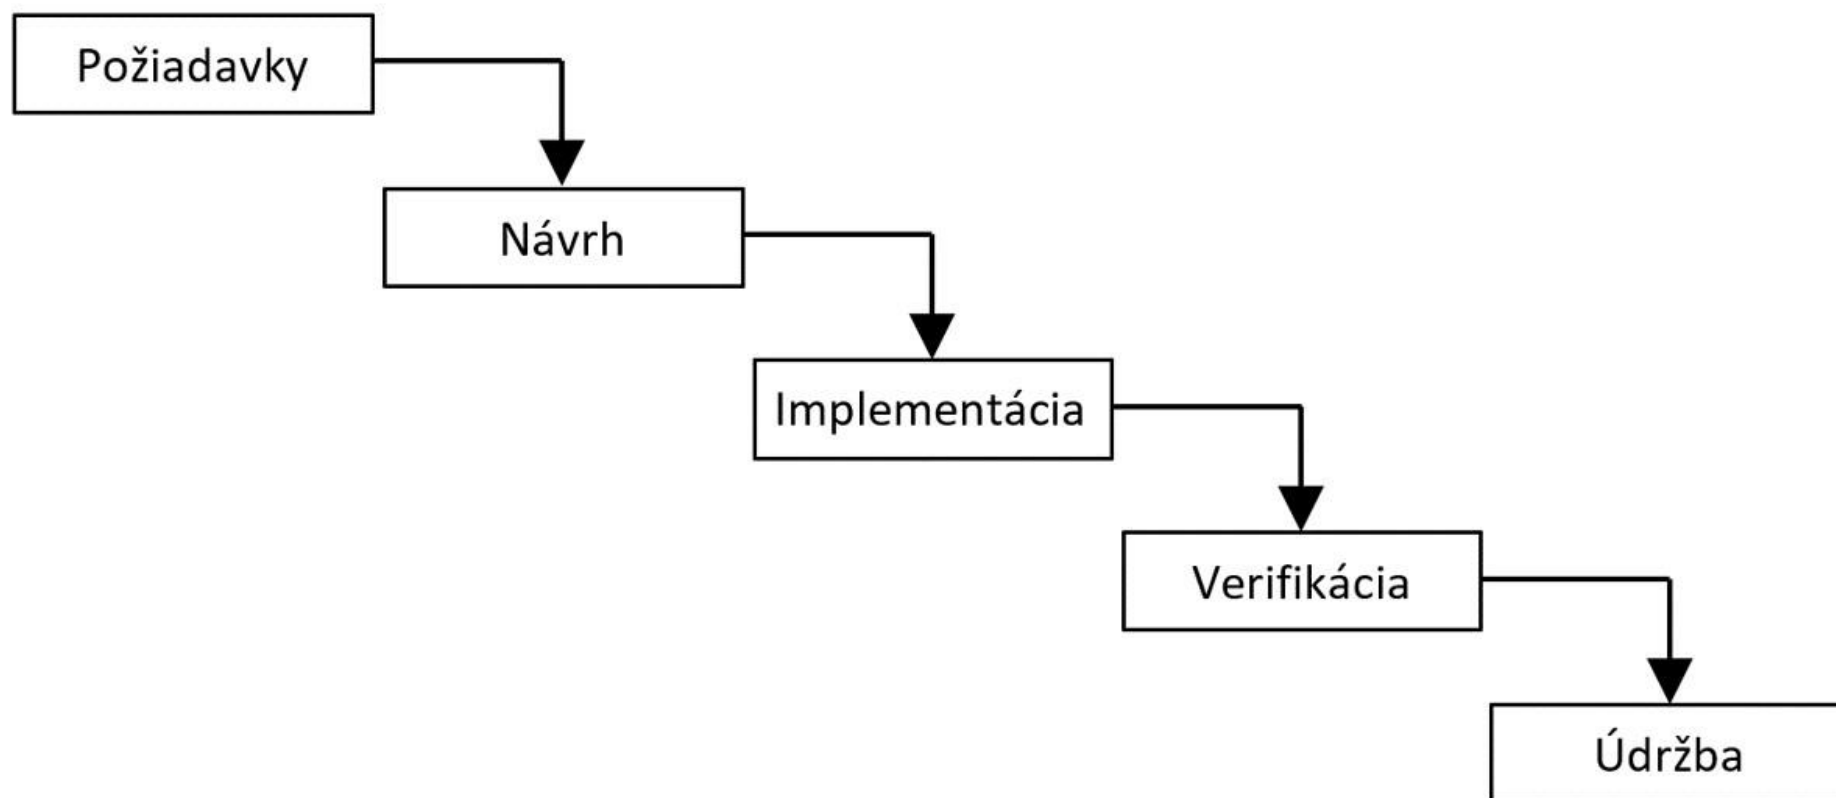 Požiadavky
Návrh
Implementácia
Verifikácia
Údržba